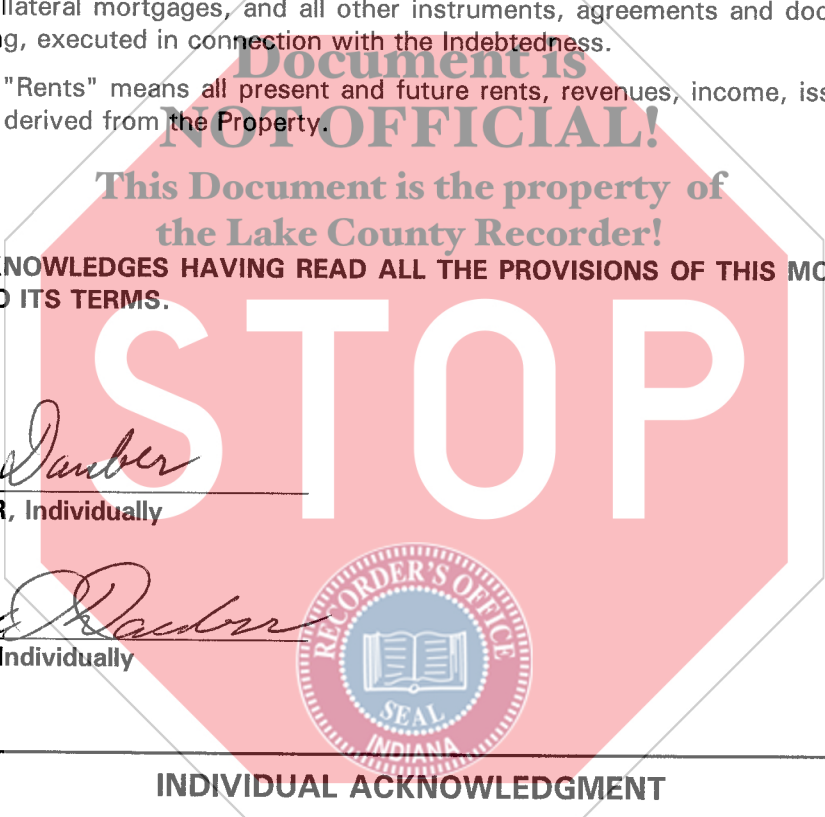 llateral mortgages, and all other instruments, agreements and doc
g, executed in connection with the Indebtedness.
Document is
"Rents" means all present and future rents, revenues, income, iss
derived from the Property.
NOT OFFICIAL!
This Document is the property of
the Lake County Recorder!
KNOWLEDGES HAVING READ ALL THE PROVISIONS OF THIS MO
O ITS TERMS.
STOP
Dauber
R, Individually
Dauber
Individually
RECORDER'S OFFICE
SEAL
INDIANA
INDIVIDUAL ACKNOWLEDGMENT